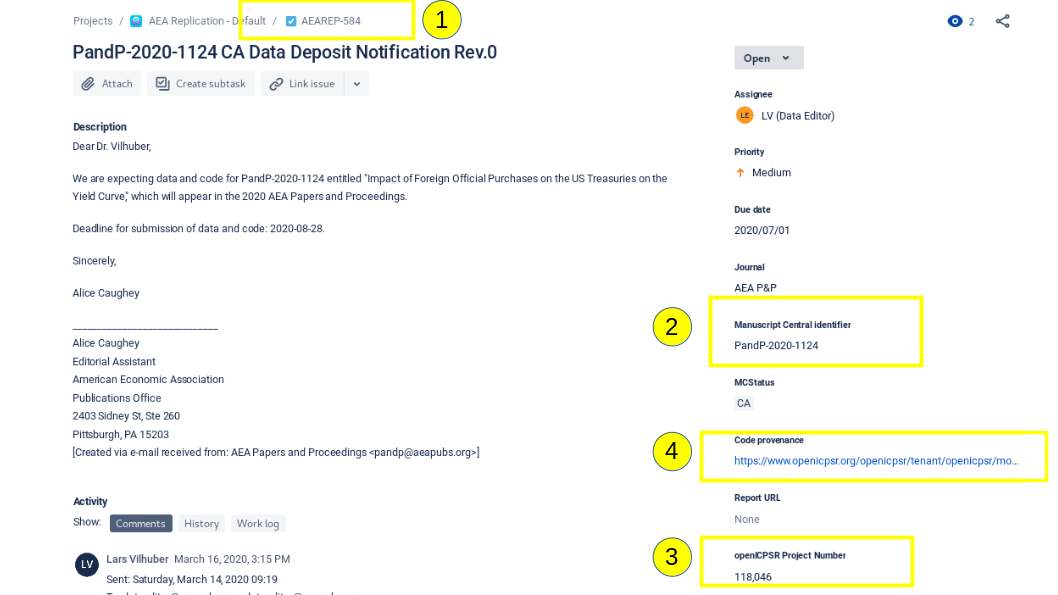 Projects / AEA Replication - Default / AEAREP-584
1
2
PandP-2020-1124 CA Data Deposit Notification Rev.0
Attach
Create subtask
Link issue
Open
Description
Dear Dr. Vilhuber,
We are expecting data and code for PandP-2020-1124 entitled "Impact of Foreign Official Purchases on the US Treasuries on the
Yield Curve," which will appear in the 2020 AEA Papers and Proceedings.
Deadline for submission of data and code: 2020-08-28.
Sincerely,
Alice Caughey
______________________________
Alice Caughey
Editorial Assistant
American Economic Association
Publications Office
2403 Sidney St, Ste 260
Pittsburgh, PA 15203
[Created via e-mail received from: AEA Papers and Proceedings <pandp@aeapubs.org>]
Activity
Show: Comments History Work log
LV Lars Vilhuber March 16, 2020, 3:15 PM
Sent: Saturday, March 14, 2020 09:19
Assignee
LE LV (Data Editor)
Priority
Medium
Due date
2020/07/01
Journal
AEA P&P
2
Manuscript Central identifier
PandP-2020-1124
MCStatus
CA
4
Code provenance
https://www.openicpsr.org/openicpsr/tenant/openicpsr/mo...
Report URL
None
3
openICPSR Project Number
118,046